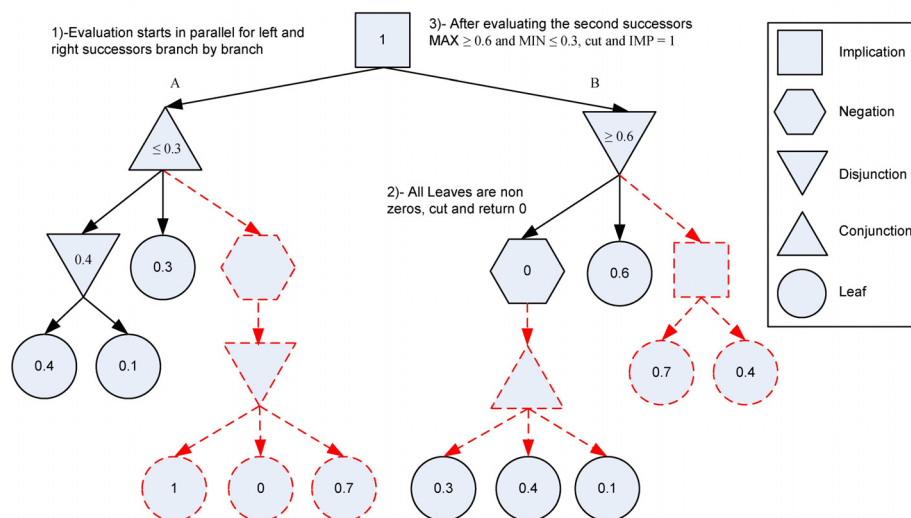 1)-Evaluation starts in parallel for left and
right successors branch by branch
3)- After evaluating the second successors
MAX ≥ 0.6 and MIN ≤ 0.3, cut and IMP = 1
1
A
B
≤ 0.3
≥ 0.6
2)- All Leaves are non
zeros, cut and return 0
0.4
0.3
0
0.6
0.4
0.1
0.7
0.4
1
0
0.7
0.3
0.4
0.1
Implication
Negation
Disjunction
Conjunction
Leaf